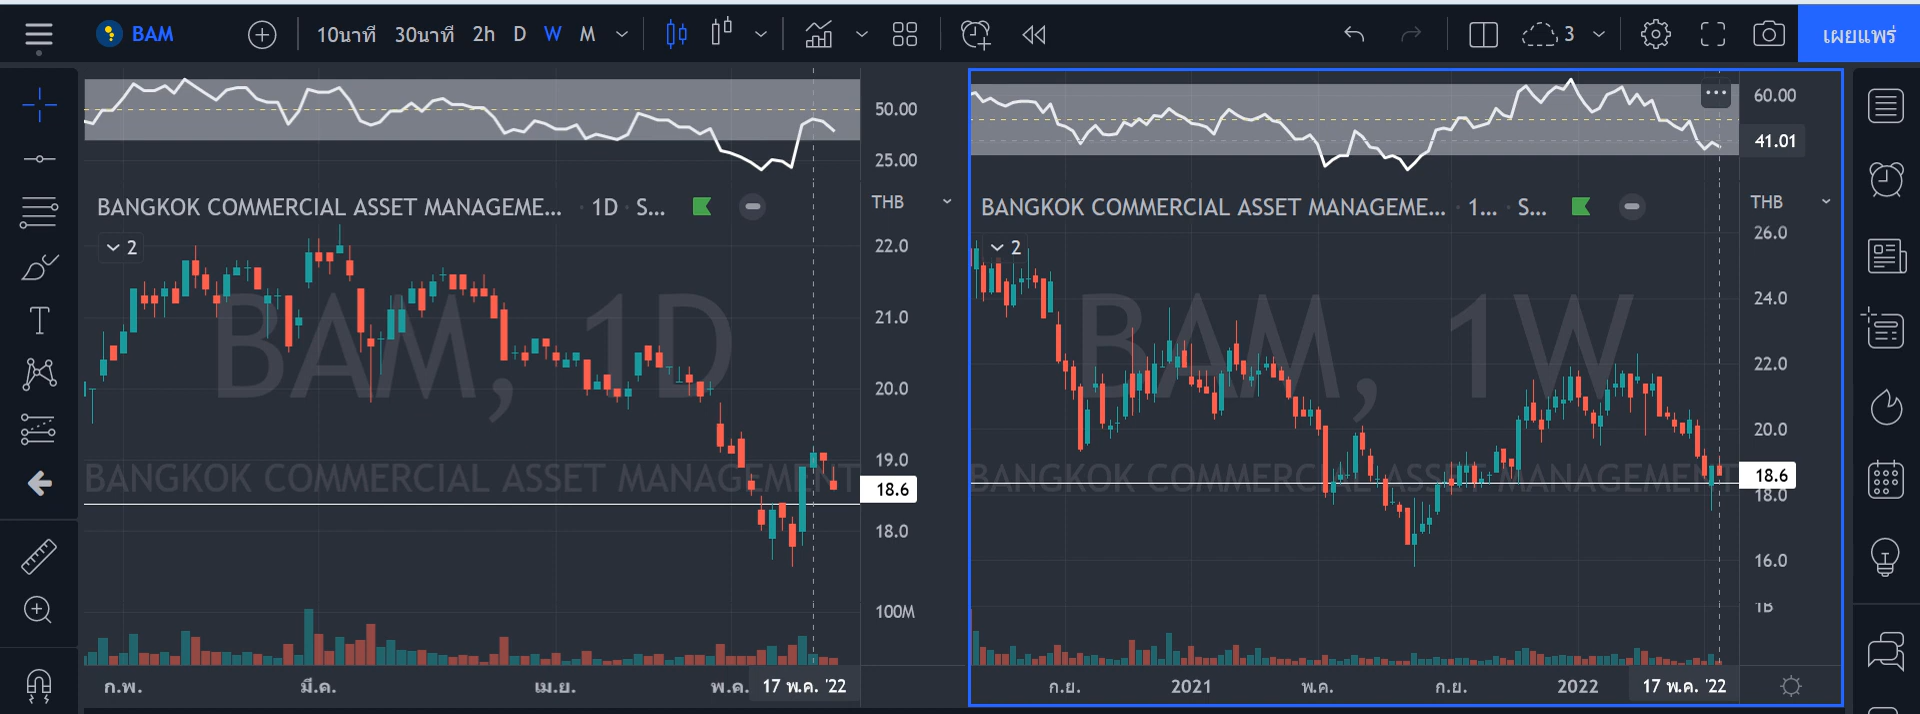 BAM 10นาที 30นาที 2h D W M 3 เผยแพร่
50.00
25.00
BANGKOK COMMERCIAL ASSET MANAGEME... · 1D · S... THB
2
22.0
21.0
20.0
19.0
18.6
18.0
100M
BAM, 1D
BANGKOK COMMERCIAL ASSET MANAGEMENT
ก.พ. มี.ค. เม.ย. พ.ค. 17 พ.ค. '22
60.00
41.01
BANGKOK COMMERCIAL ASSET MANAGEME... · 1... · S... THB
2
26.0
24.0
22.0
20.0
18.6
18.0
16.0
1B
BAM, 1W
BANGKOK COMMERCIAL ASSET MANAGEMENT
ก.ย. 2021 พ.ค. ก.ย. 2022 17 พ.ค. '22